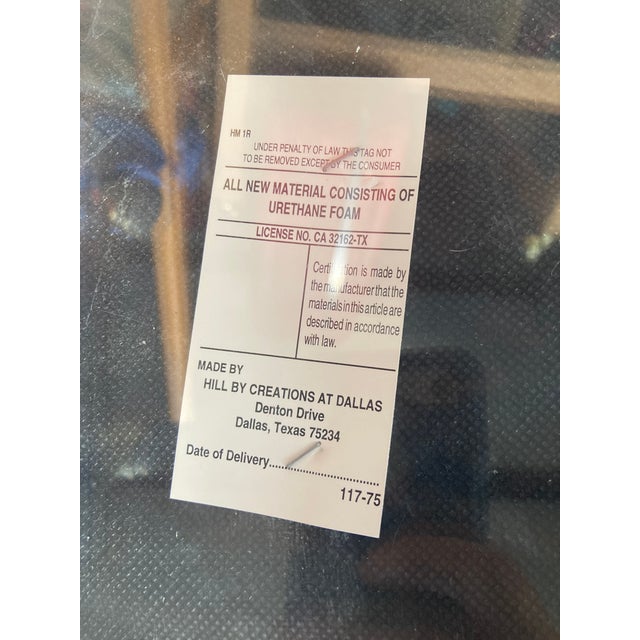 HM 1R
UNDER PENALTY OF LAW THIS TAG NOT
TO BE REMOVED EXCEPT BY THE CONSUMER
ALL NEW MATERIAL CONSISTING OF
URETHANE FOAM
LICENSE NO. CA 32162-TX
Certification is made by
the manufacturer that the
materials in this article are
described in accordance
with law.
MADE BY
HILL BY CREATIONS AT DALLAS
Denton Drive
Dallas, Texas 75234
Date of Delivery....................................
117-75